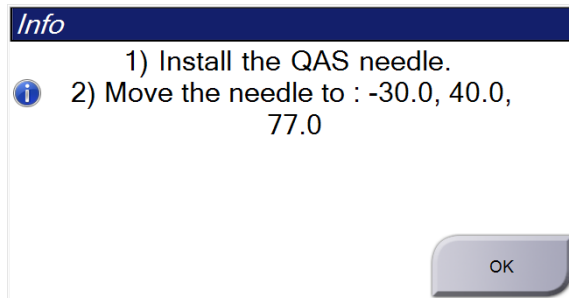 Info
1) Install the QAS needle.
2) Move the needle to : -30.0, 40.0,
77.0
OK